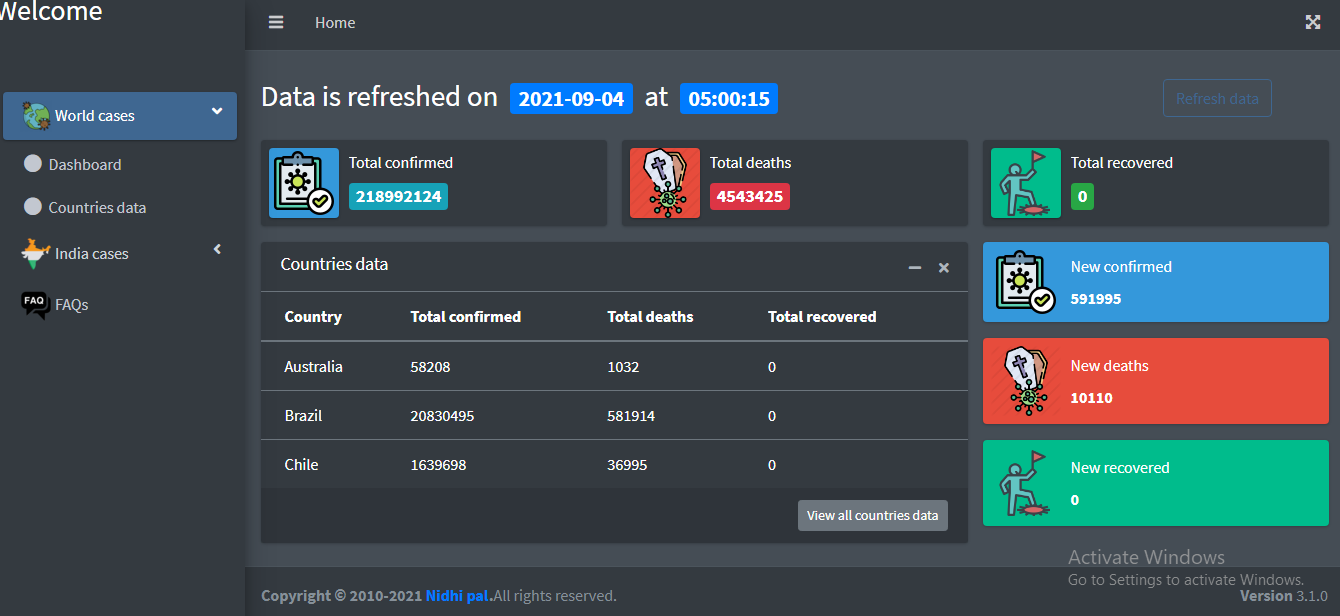 Welcome
Home
World cases
Dashboard
Countries data
India cases
FAQ FAQs
Data is refreshed on 2021-09-04 at 05:00:15
Refresh data
Total confirmed
218992124
Total deaths
4543425
Total recovered
0
Countries data
Country Total confirmed Total deaths Total recovered
Australia 58208 1032 0
Brazil 20830495 581914 0
Chile 1639698 36995 0
View all countries data
New confirmed
591995
New deaths
10110
New recovered
0
Activate Windows
Go to Settings to activate Windows.
Copyright © 2010-2021 Nidhi pal.All rights reserved.
Version 3.1.0